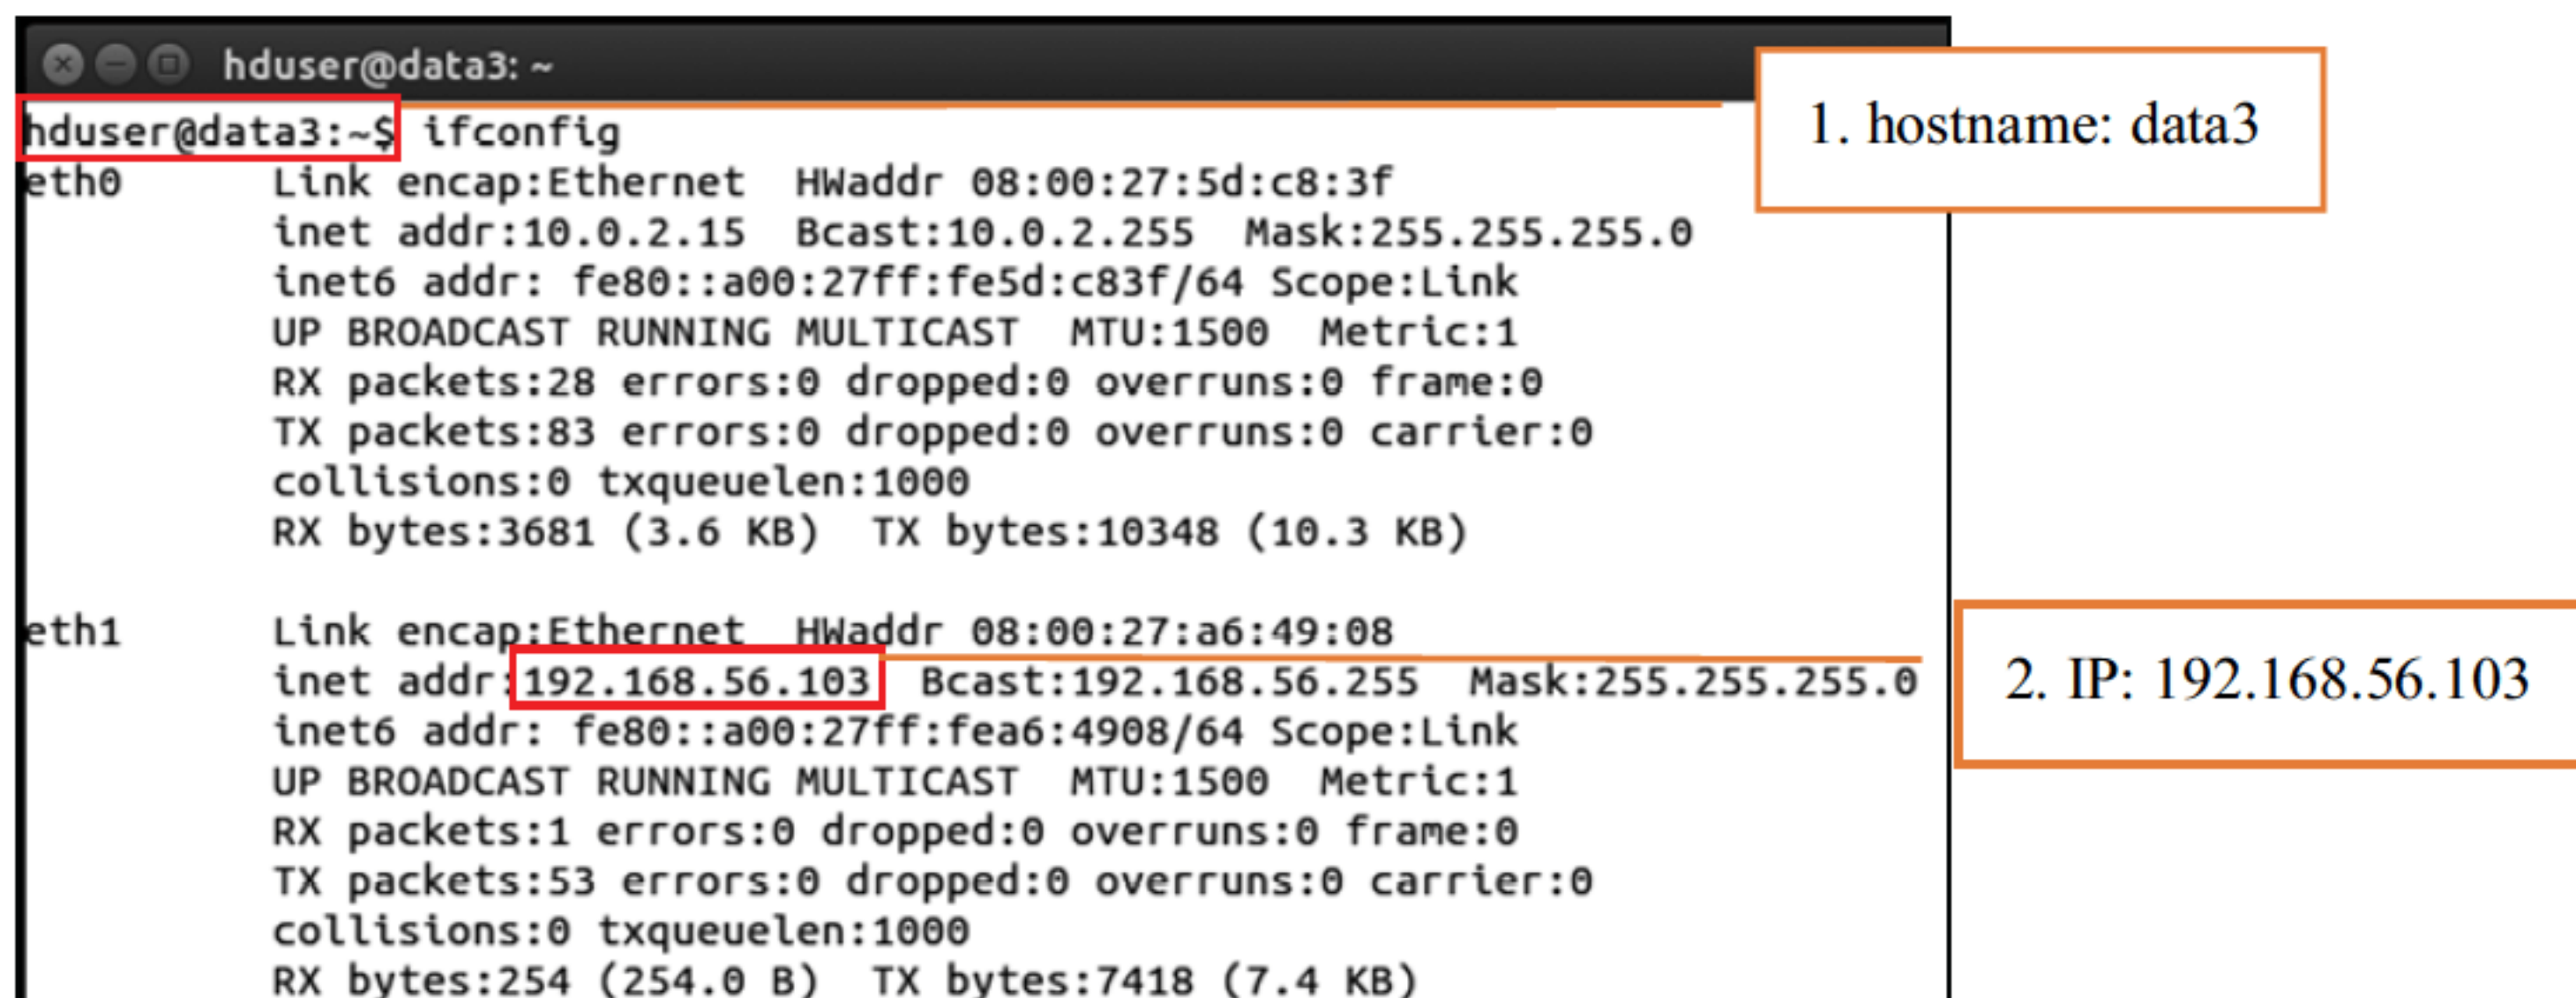 hduser@data3: ~
hduser@data3:~$ ifconfig
1. hostname: data3
eth0 Link encap:Ethernet HWaddr 08:00:27:5d:c8:3f
inet addr:10.0.2.15 Bcast:10.0.2.255 Mask:255.255.255.0
inet6 addr: fe80::a00:27ff:fe5d:c83f/64 Scope:Link
UP BROADCAST RUNNING MULTICAST MTU:1500 Metric:1
RX packets:28 errors:0 dropped:0 overruns:0 frame:0
TX packets:83 errors:0 dropped:0 overruns:0 carrier:0
collisions:0 txqueuelen:1000
RX bytes:3681 (3.6 KB) TX bytes:10348 (10.3 KB)
eth1 Link encap:Ethernet HWaddr 08:00:27:a6:49:08
inet addr:192.168.56.103 Bcast:192.168.56.255 Mask:255.255.255.0
2. IP: 192.168.56.103
inet6 addr: fe80::a00:27ff:fea6:4908/64 Scope:Link
UP BROADCAST RUNNING MULTICAST MTU:1500 Metric:1
RX packets:1 errors:0 dropped:0 overruns:0 frame:0
TX packets:53 errors:0 dropped:0 overruns:0 carrier:0
collisions:0 txqueuelen:1000
RX bytes:254 (254.0 B) TX bytes:7418 (7.4 KB)